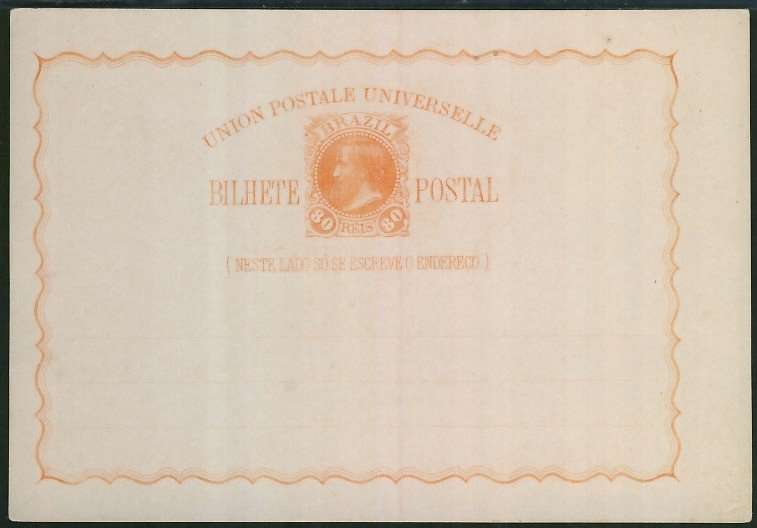 UNION POSTALE UNIVERSELLE
BRAZIL
BILHETE POSTAL
80 REIS 80
( NESTE LADO SÓ SE ESCREVE O ENDEREÇO )